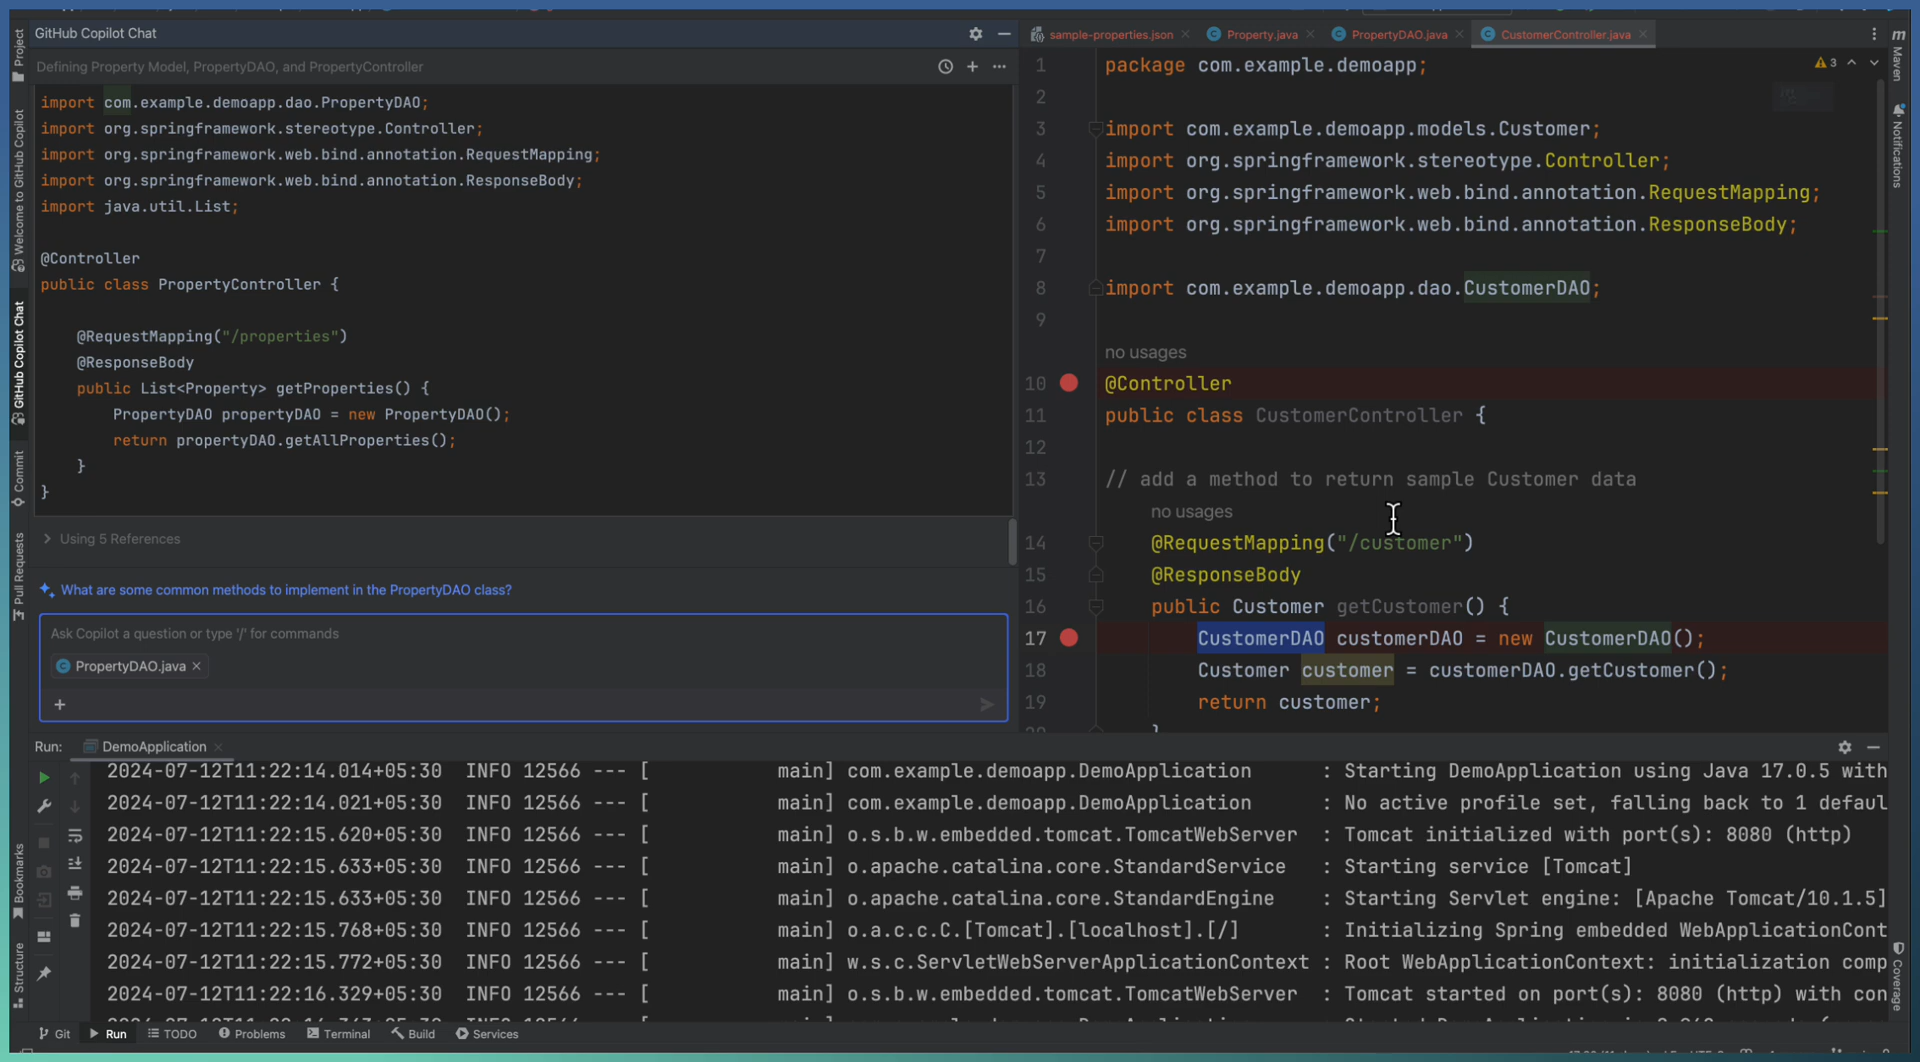 GitHub Copilot Chat
Defining Property Model, PropertyDAO, and PropertyController
import com.example.demoapp.dao.PropertyDAO;
import org.springframework.stereotype.Controller;
import org.springframework.web.bind.annotation.RequestMapping;
import org.springframework.web.bind.annotation.ResponseBody;
import java.util.List;
@Controller
public class PropertyController {
@RequestMapping("/properties")
@ResponseBody
public List<Property> getProperties() {
PropertyDAO propertyDAO = new PropertyDAO();
return propertyDAO.getAllProperties();
}
}
Using 5 References
What are some common methods to implement in the PropertyDAO class?
Ask Copilot a question or type '/' for commands
PropertyDAO.java
Project
Welcome to GitHub Copilot
GitHub Copilot Chat
Commit
Pull Requests
Bookmarks
Structure
sample-properties.json
Property.java
PropertyDAO.java
CustomerController.java
3
1 package com.example.demoapp;
2
3 import com.example.demoapp.models.Customer;
4 import org.springframework.stereotype.Controller;
5 import org.springframework.web.bind.annotation.RequestMapping;
6 import org.springframework.web.bind.annotation.ResponseBody;
7
8 import com.example.demoapp.dao.CustomerDAO;
9
no usages
10 @Controller
11 public class CustomerController {
12
13 // add a method to return sample Customer data
no usages
14 @RequestMapping("/customer")
15 @ResponseBody
16 public Customer getCustomer() {
17 CustomerDAO customerDAO = new CustomerDAO();
18 Customer customer = customerDAO.getCustomer();
19 return customer;
}
Maven
Notifications
Coverage
Run: DemoApplication
2024-07-12T11:22:14.014+05:30 INFO 12566 --- [ main] com.example.demoapp.DemoApplication : Starting DemoApplication using Java 17.0.5 with
2024-07-12T11:22:14.021+05:30 INFO 12566 --- [ main] com.example.demoapp.DemoApplication : No active profile set, falling back to 1 defaul
2024-07-12T11:22:15.620+05:30 INFO 12566 --- [ main] o.s.b.w.embedded.tomcat.TomcatWebServer : Tomcat initialized with port(s): 8080 (http)
2024-07-12T11:22:15.633+05:30 INFO 12566 --- [ main] o.apache.catalina.core.StandardService : Starting service [Tomcat]
2024-07-12T11:22:15.633+05:30 INFO 12566 --- [ main] o.apache.catalina.core.StandardEngine : Starting Servlet engine: [Apache Tomcat/10.1.5]
2024-07-12T11:22:15.768+05:30 INFO 12566 --- [ main] o.a.c.c.C.[Tomcat].[localhost].[/] : Initializing Spring embedded WebApplicationCont
2024-07-12T11:22:15.772+05:30 INFO 12566 --- [ main] w.s.c.ServletWebServerApplicationContext : Root WebApplicationContext: initialization comp
2024-07-12T11:22:16.329+05:30 INFO 12566 --- [ main] o.s.b.w.embedded.tomcat.TomcatWebServer : Tomcat started on port(s): 8080 (http) with con
Git Run TODO Problems Terminal Build Services